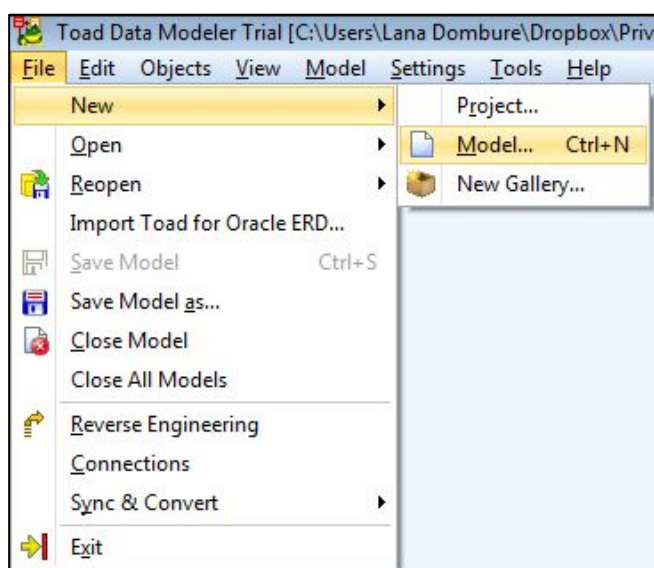 Toad Data Modeler Trial [C:\Users\Lana Dombure\Dropbox\Priv
File Edit Objects View Model Settings Tools Help
New
Project...
Open
Model... Ctrl+N
Reopen
New Gallery...
Import Toad for Oracle ERD...
Save Model Ctrl+S
Save Model as...
Close Model
Close All Models
Reverse Engineering
Connections
Sync & Convert
Exit